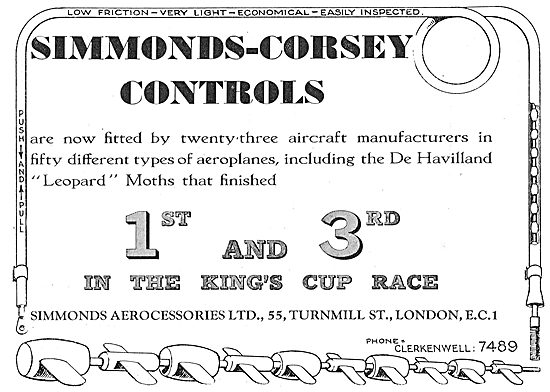 LOW FRICTION—VERY LIGHT—ECONOMICAL—EASILY INSPECTED.
SIMMONDS-CORSEY
CONTROLS
PUSH AND PULL
are now fitted by twenty-three aircraft manufacturers in
fifty different types of aeroplanes, including the De Havilland
"Leopard" Moths that finished
1ST AND 3RD
IN THE KING'S CUP RACE
SIMMONDS AEROCESSORIES LTD., 55, TURNMILL ST., LONDON, E.C.1
PHONE: CLERKENWELL: 7489